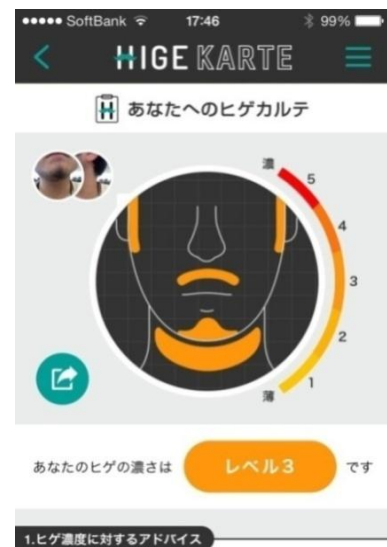 ●●●●● SoftBank 17:46 99%
HIGE KARTE
H あなたへのヒゲカルテ
濃
5
4
3
2
1
薄
あなたのヒゲの濃さは レベル3 です
1.ヒゲ濃度に対するアドバイス